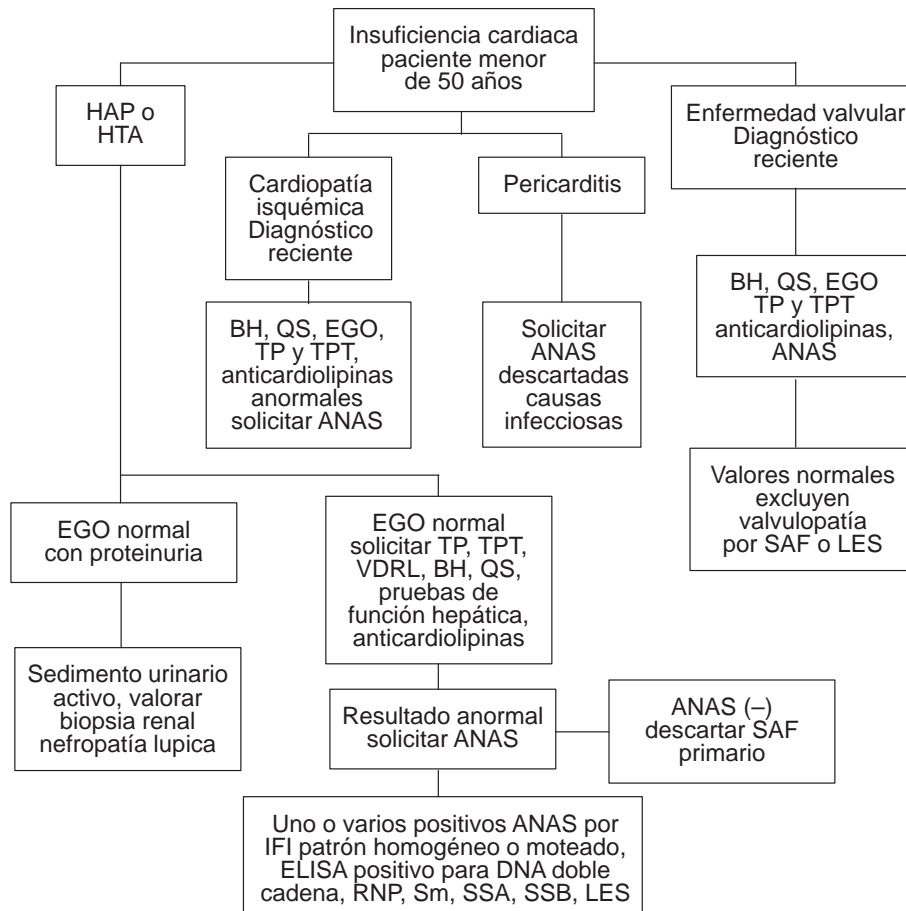 Insuficiencia cardiaca
paciente menor
de 50 años
HAP o
HTA
Enfermedad valvular
Diagnóstico
reciente
Cardiopatía
isquémica
Diagnóstico
reciente
Pericarditis
BH, QS, EGO,
TP y TPT,
anticardiolipinas
anormales
solicitar ANAS
Solicitar
ANAS
descartadas
causas
infecciosas
BH, QS, EGO
TP y TPT
anticardiolipinas,
ANAS
Valores normales
excluyen
valvulopatía
por SAF o LES
EGO normal
con proteinuria
EGO normal
solicitar TP, TPT,
VDRL, BH, QS,
pruebas de
función hepática,
anticardiolipinas
Sedimento urinario
activo, valorar
biopsia renal
nefropatía lupica
Resultado anormal
solicitar ANAS
ANAS (–)
descartar SAF
primario
Uno o varios positivos ANAS por
IFI patrón homogéneo o moteado,
ELISA positivo para DNA doble
cadena, RNP, Sm, SSA, SSB, LES